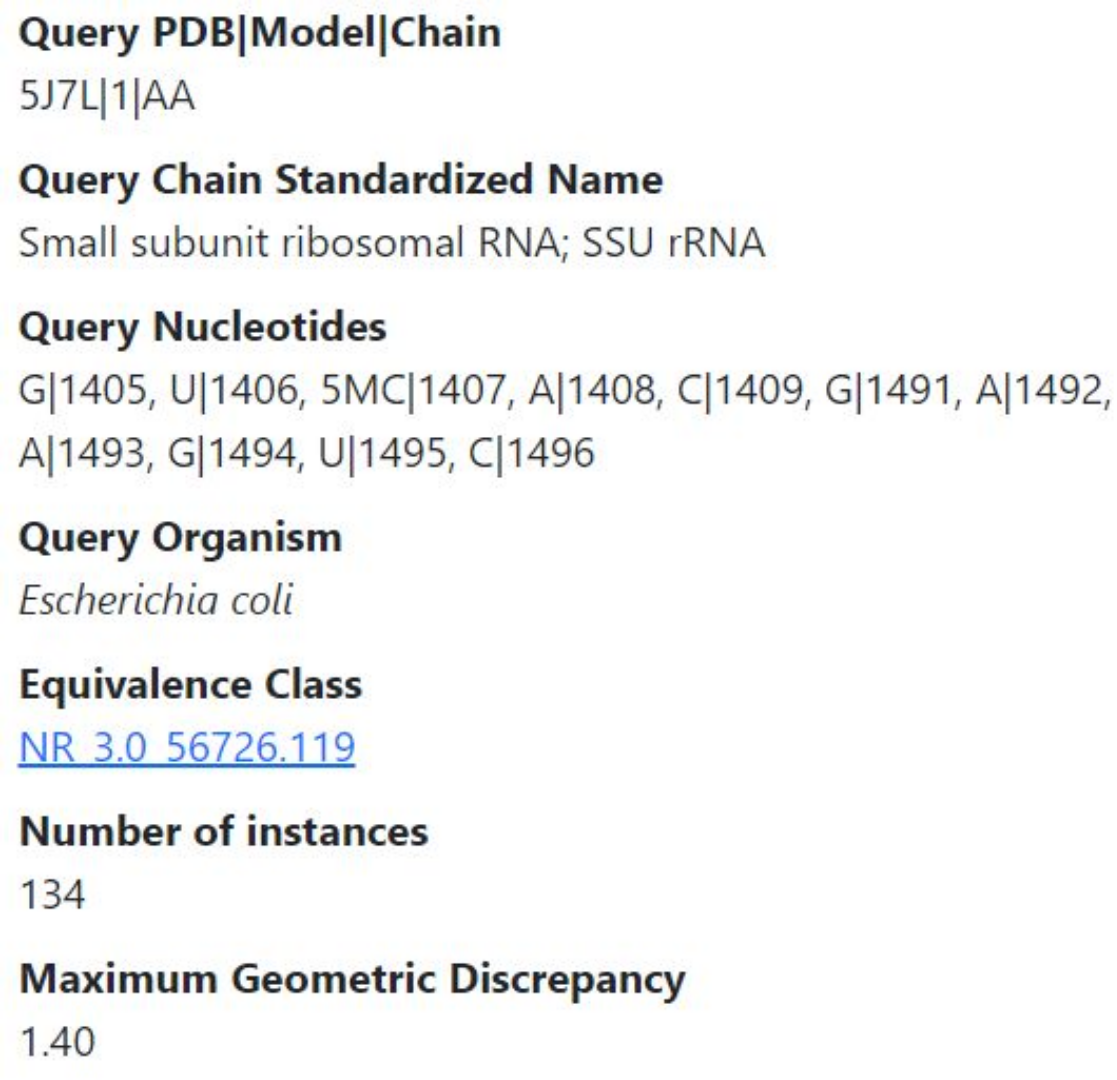 Query PDB|Model|Chain
5J7L|1|AA
Query Chain Standardized Name
Small subunit ribosomal RNA; SSU rRNA
Query Nucleotides
G|1405, U|1406, 5MC|1407, A|1408, C|1409, G|1491, A|1492,
A|1493, G|1494, U|1495, C|1496
Query Organism
Escherichia coli
Equivalence Class
NR_3.0_56726.119
Number of instances
134
Maximum Geometric Discrepancy
1.40